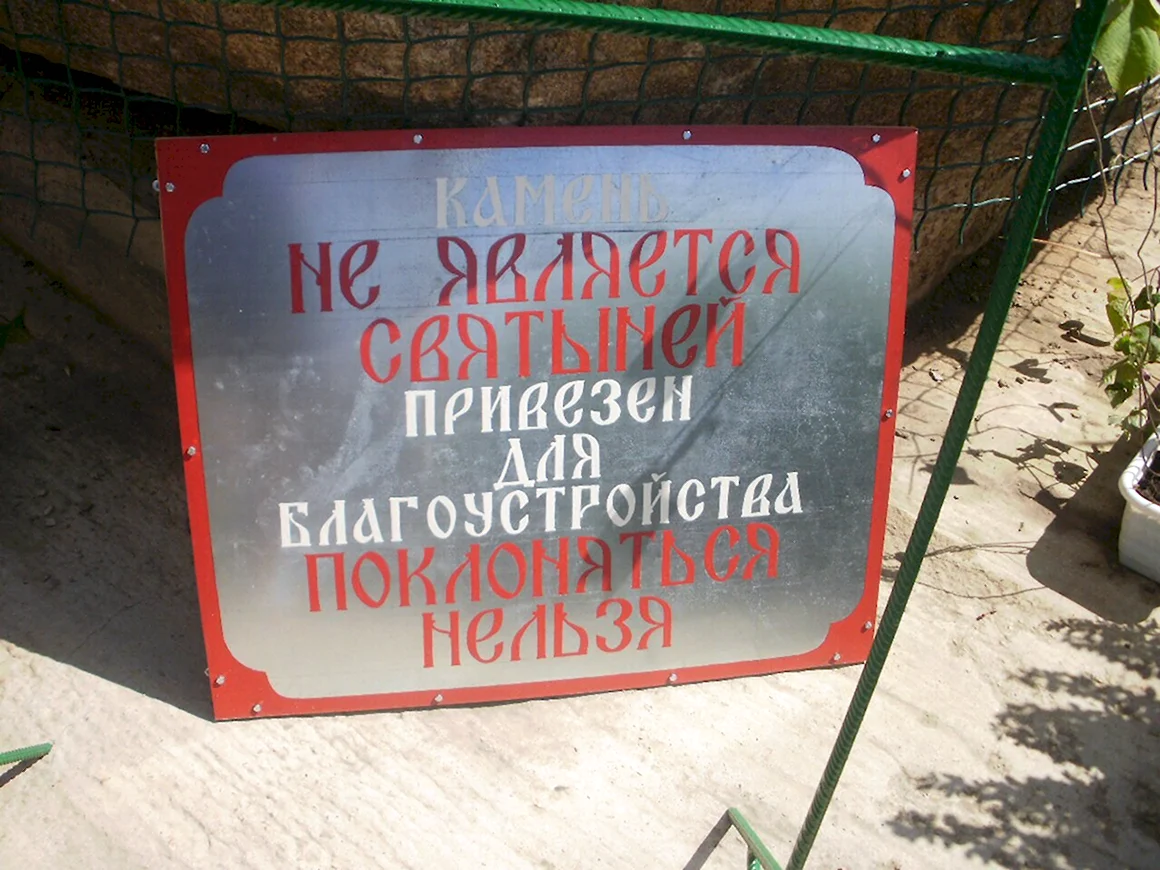 КАМЕНЬ
НЕ ЯВЛЯЕТСЯ
СВЯТЫНЕЙ
ПРИВЕЗЕН
ДЛЯ
БЛАГОУСТРОЙСТВА
ПОКЛОНЯТЬСЯ
НЕЛЬЗЯ